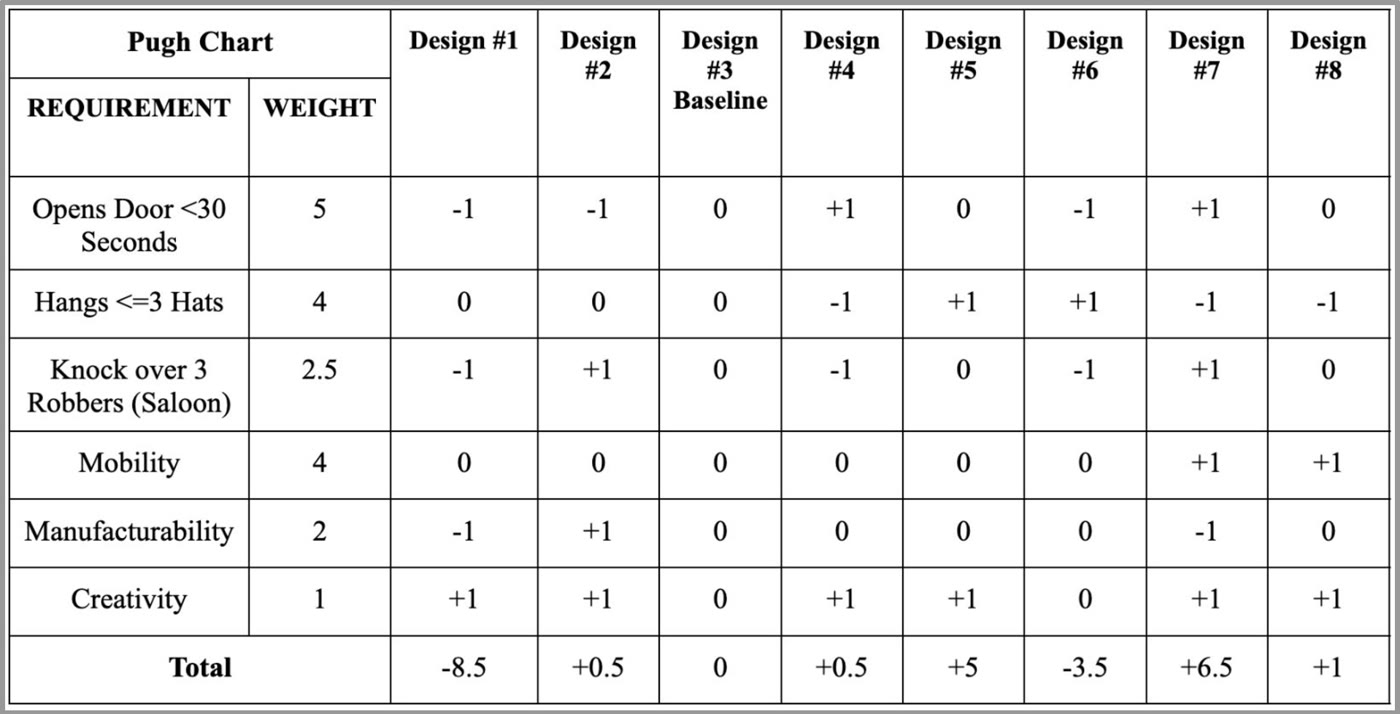 Pugh Chart Design #1 Design Design Design Design Design Design Design
#2 #3 #4 #5 #6 #7 #8
Baseline
REQUIREMENT WEIGHT
Opens Door <30 5 -1 -1 0 +1 0 -1 +1 0
Seconds
Hangs <=3 Hats 4 0 0 0 -1 +1 +1 -1 -1
Knock over 3 2.5 -1 +1 0 -1 0 -1 +1 0
Robbers (Saloon)
Mobility 4 0 0 0 0 0 0 +1 +1
Manufacturability 2 -1 +1 0 0 0 0 -1 0
Creativity 1 +1 +1 0 +1 +1 0 +1 +1
Total -8.5 +0.5 0 +0.5 +5 -3.5 +6.5 +1